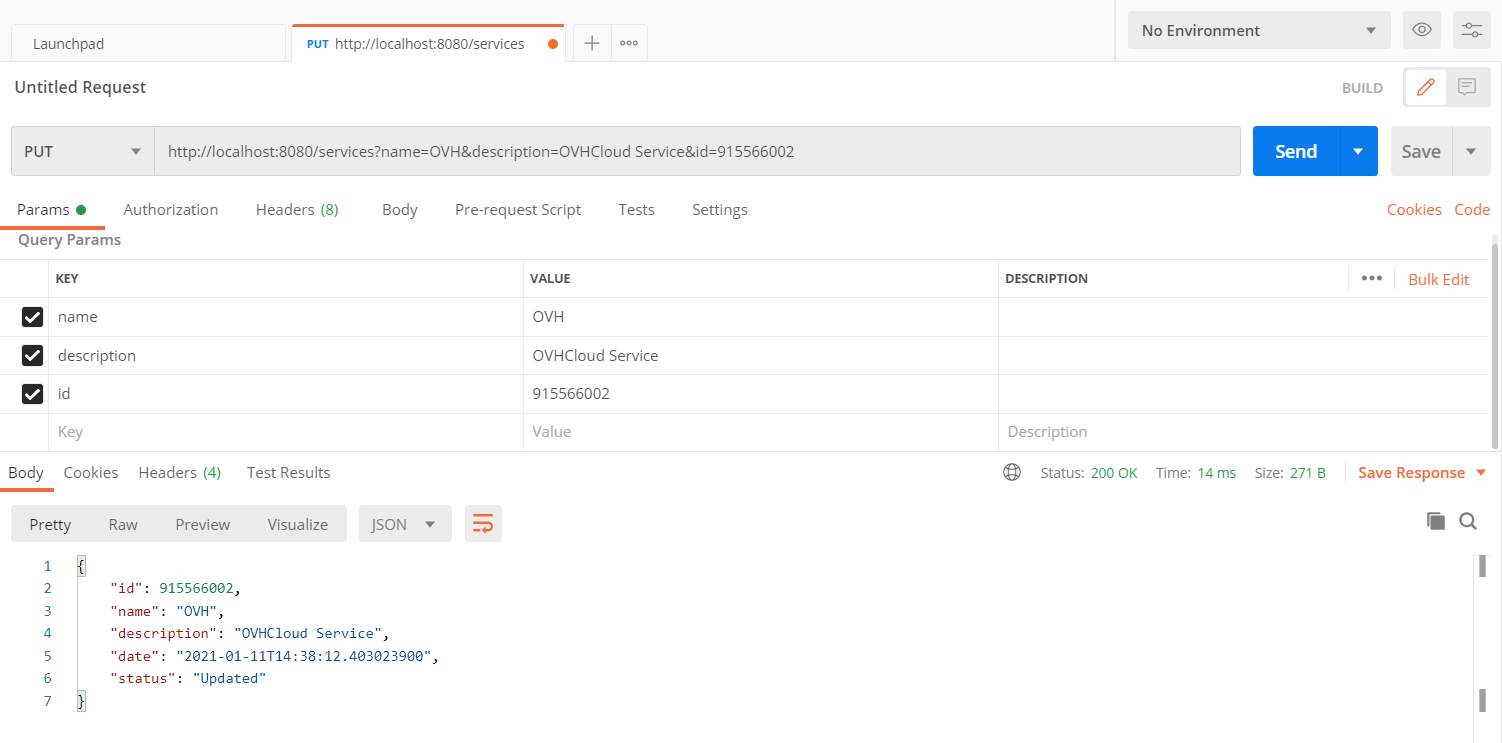 Launchpad
PUT http://localhost:8080/services
No Environment
Untitled Request
BUILD
PUT
http://localhost:8080/services?name=OVH&description=OVHCloud Service&id=915566002
Send
Save
Params
Authorization
Headers (8)
Body
Pre-request Script
Tests
Settings
Cookies
Code
Query Params
KEY VALUE DESCRIPTION
Bulk Edit
name OVH
description OVHCloud Service
id 915566002
Key Value Description
Body
Cookies
Headers (4)
Test Results
Status: 200 OK
Time: 14 ms
Size: 271 B
Save Response
Pretty
Raw
Preview
Visualize
JSON
1 {
2 "id": 915566002,
3 "name": "OVH",
4 "description": "OVHCloud Service",
5 "date": "2021-01-11T14:38:12.403023900",
6 "status": "Updated"
7 }